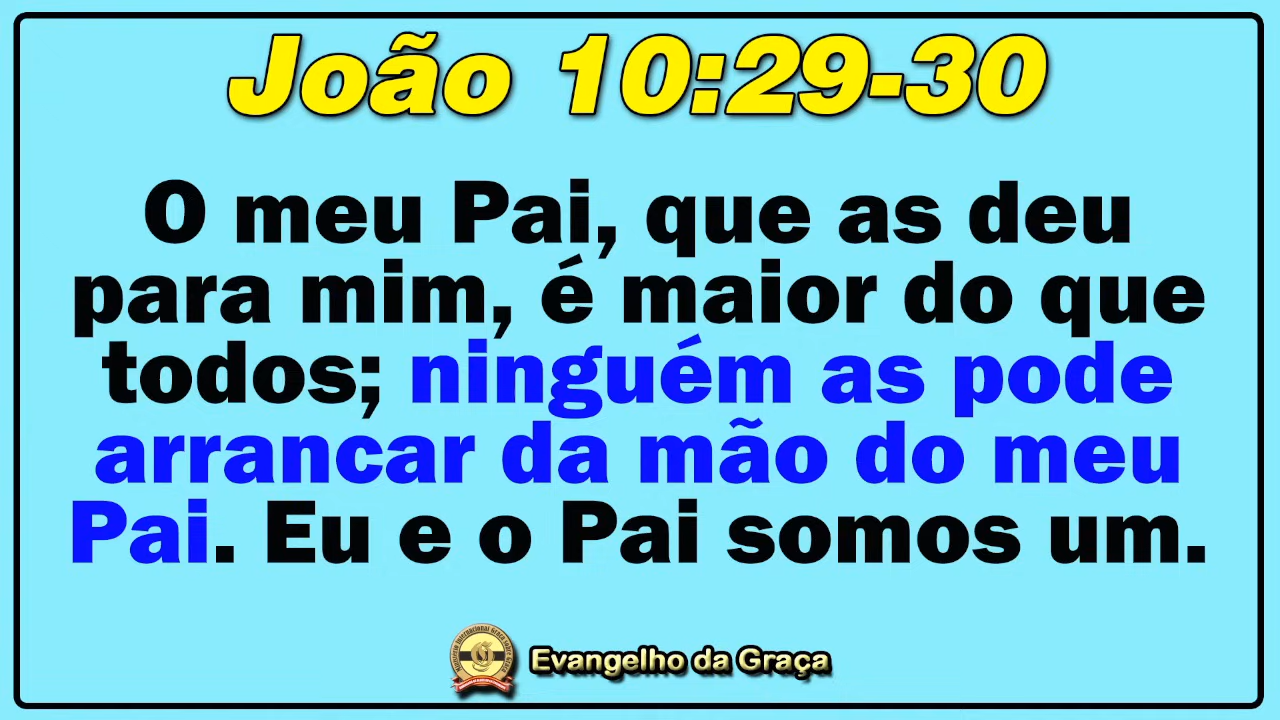 João 10:29-30
O meu Pai, que as deu
para mim, é maior do que
todos; ninguém as pode
arrancar da mão do meu
Pai. Eu e o Pai somos um.
Evangelho da Graça